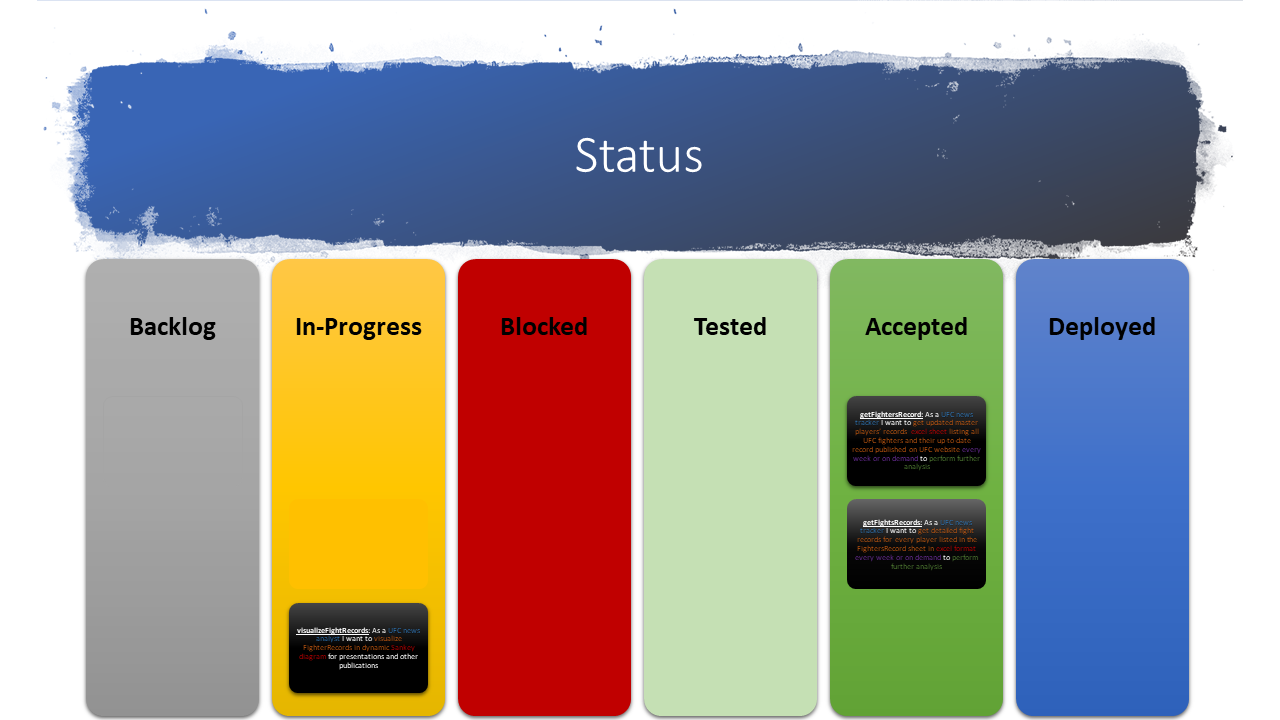 Status
Backlog
In-Progress
Blocked
Tested
Accepted
Deployed
getFightersRecord: As a UFC news
tracker I want to get updated master
players' records excel sheet listing all
UFC fighters and their up to date
record published on UFC website every
week or on demand to perform further
analysis
getFightsRecords: As a UFC news
tracker I want to get detailed fight
records for every player listed in the
FightersRecord sheet in excel format
every week or on demand to perform
further analysis
visualizeFightRecords: As a UFC news
analyst I want to visualize
FighterRecords in dynamic Sankey
diagram for presentations and other
publications